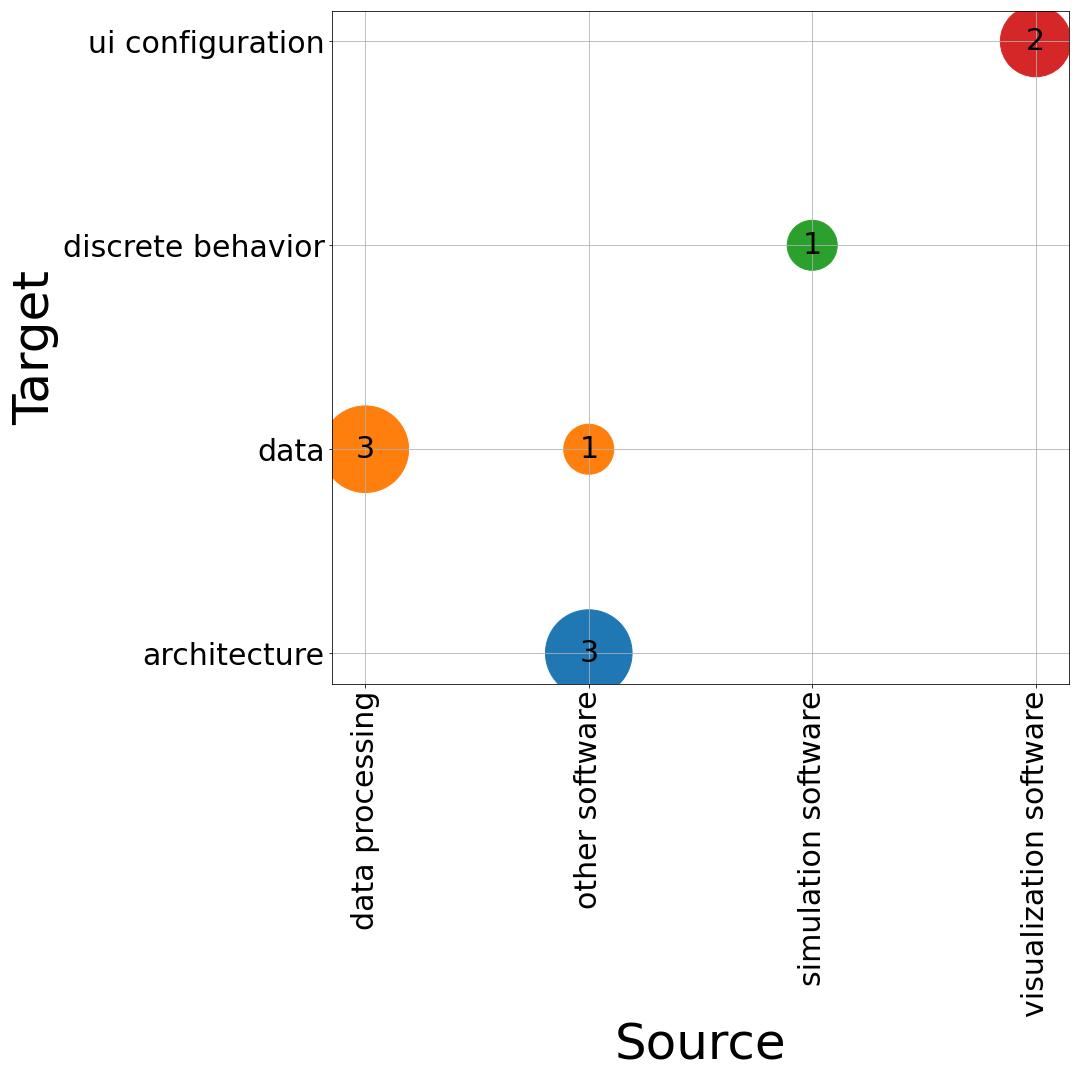 ui configuration
2
discrete behavior
1
Target
data
3
1
architecture
3
data processing
other software
simulation software
visualization software
Source